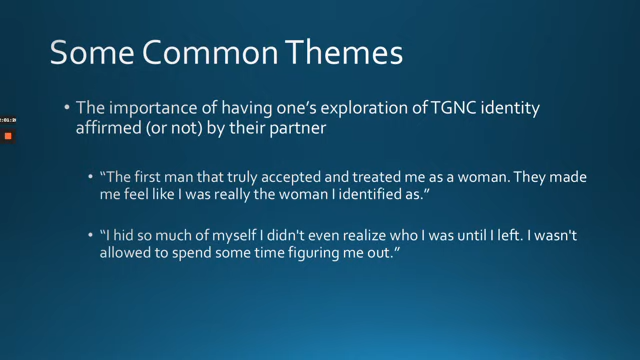 Some Common Themes
• The importance of having one's exploration of TGNC identity
affirmed (or not) by their partner
• "The first man that truly accepted and treated me as a woman. They made
me feel like I was really the woman I identified as."
• "I hid so much of myself I didn't even realize who I was until I left. I wasn't
allowed to spend some time figuring me out."